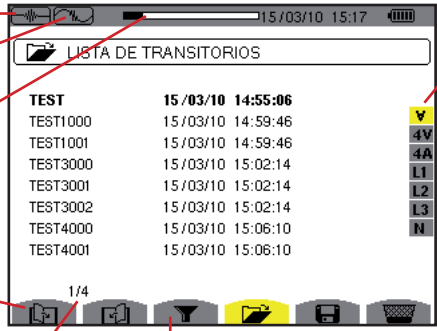 15/03/10 15:17
LISTA DE TRANSITORIOS
TEST 15/03/10 14:55:06
TEST1000 15/03/10 14:59:46
TEST1001 15/03/10 14:59:46
TEST3000 15/03/10 15:02:14
TEST3001 15/03/10 15:02:14
TEST3002 15/03/10 15:02:14
TEST4000 15/03/10 15:06:10
TEST4001 15/03/10 15:06:10
∀
4V
4A
L1
L2
L3
N
1/4